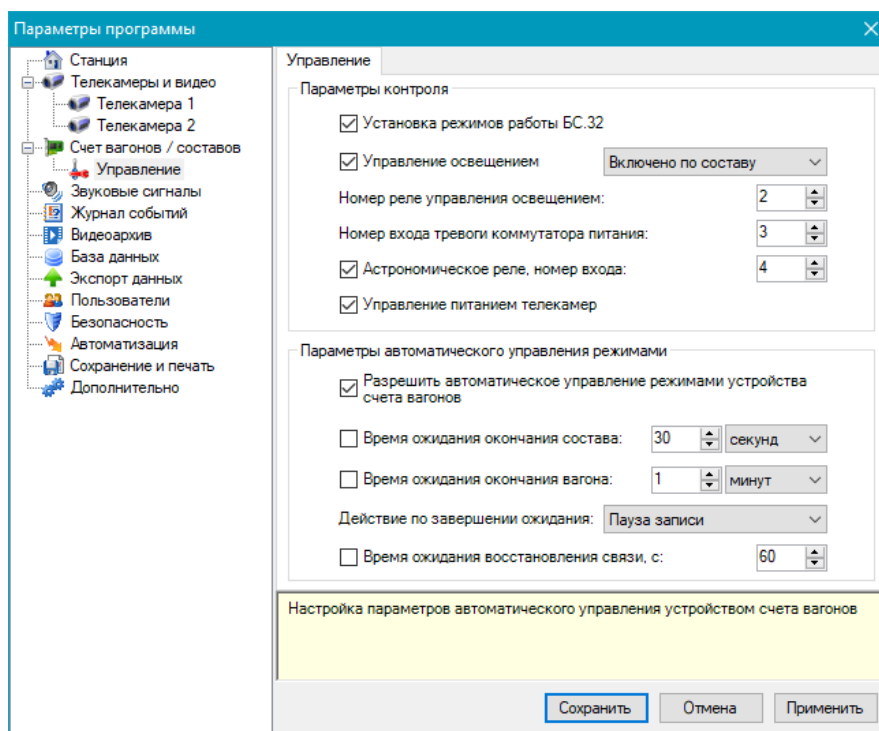 Параметры программы
Станция
Телекамеры и видео
Телекамера 1
Телекамера 2
Счет вагонов / составов
Управление
Звуковые сигналы
Журнал событий
Видеоархив
База данных
Экспорт данных
Пользователи
Безопасность
Автоматизация
Сохранение и печать
Дополнительно
Управление
Параметры контроля
Установка режимов работы БС.32
Управление освещением Включено по составу
Номер реле управления освещением: 2
Номер входа тревоги коммутатора питания: 3
Астрономическое реле, номер входа: 4
Управление питанием телекамер
Параметры автоматического управления режимами
Разрешить автоматическое управление режимами устройства
счета вагонов
Время ожидания окончания состава: 30 секунд
Время ожидания окончания вагона: 1 минут
Действие по завершении ожидания: Пауза записи
Время ожидания восстановления связи, с: 60
Настройка параметров автоматического управления устройством счета вагонов
Сохранить Отмена Применить